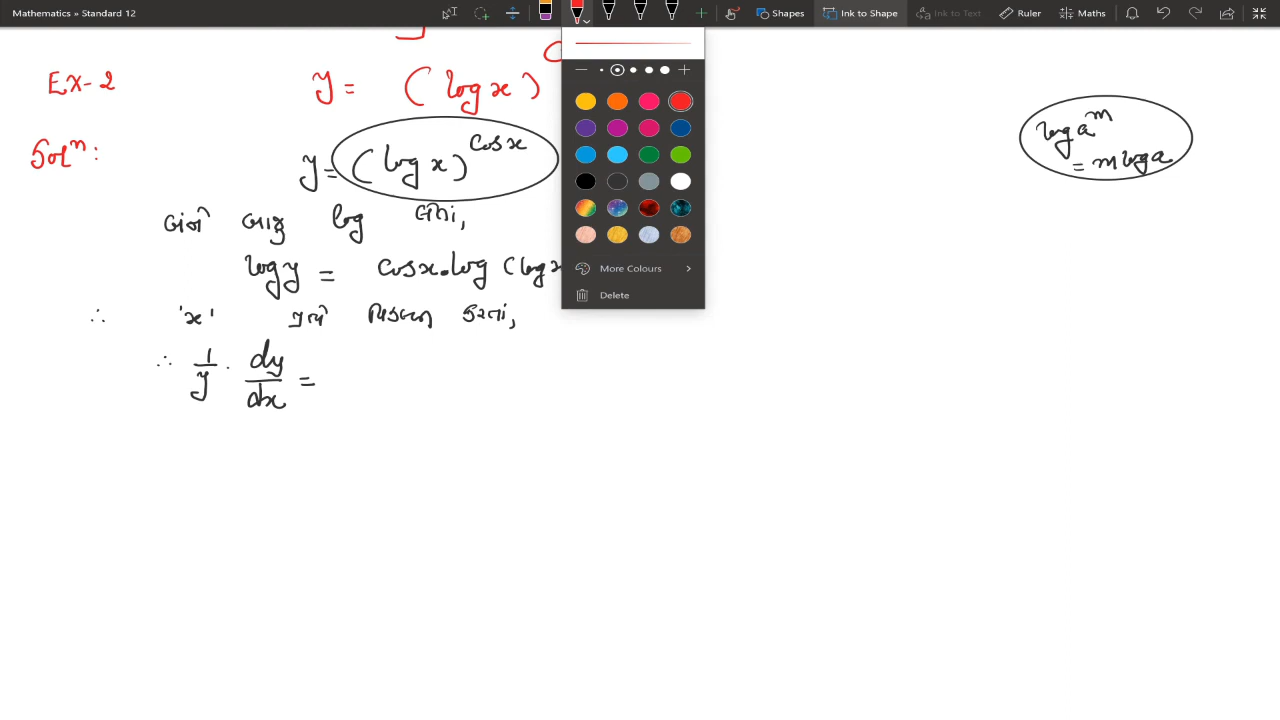 Mathematics » Standard 12
Shapes Ink to Shape Ink to Text Ruler Maths
Ex-2 y = (log x)
Solⁿ: y = (log x)^cos x
log a^m
= m log a
બંને બાજુ log લેતાં,
log y = cos x . log (log x
∴ 'x' પ્રત્યે વિકલન કરતાં,
∴ 1/y . dy/dx =
More Colours
Delete